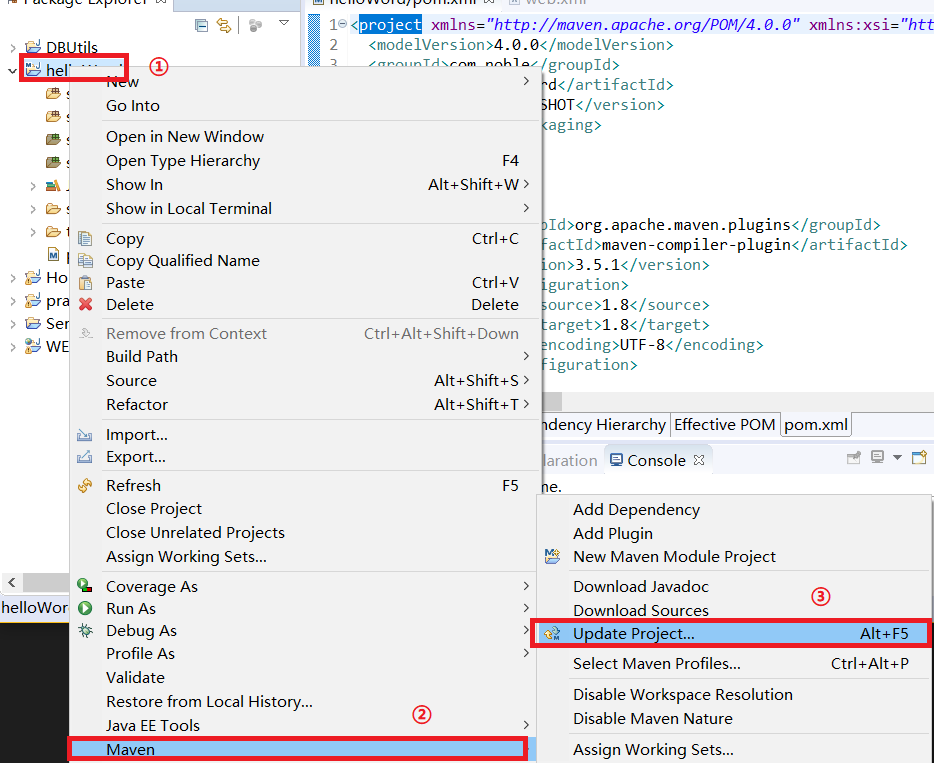 Package Explorer
helloWord/pom.xml
web.xml
1 <project xmlns="http://maven.apache.org/POM/4.0.0" xmlns:xsi="htt
2 <modelVersion>4.0.0</modelVersion>
3 <groupId>com.noble</groupId>
rd</artifactId>
SHOT</version>
kaging>
pId>org.apache.maven.plugins</groupId>
factId>maven-compiler-plugin</artifactId>
ion>3.5.1</version>
iguration>
source>1.8</source>
target>1.8</target>
encoding>UTF-8</encoding>
figuration>
DBUtils
①
Ho
pra
Ser
WE
New
Go Into
Open in New Window
Open Type Hierarchy F4
Show In Alt+Shift+W
Show in Local Terminal
Copy Ctrl+C
Copy Qualified Name
Paste Ctrl+V
Delete Delete
Remove from Context Ctrl+Alt+Shift+Down
Build Path
Source Alt+Shift+S
Refactor Alt+Shift+T
Import...
Export...
Refresh F5
Close Project
Close Unrelated Projects
Assign Working Sets...
Coverage As
Run As
Debug As
Profile As
Validate
Restore from Local History...
Java EE Tools
②
Maven
helloWor
ndency Hierarchy Effective POM pom.xml
laration Console
me.
Add Dependency
Add Plugin
New Maven Module Project
Download Javadoc
③
Download Sources
Update Project... Alt+F5
Select Maven Profiles... Ctrl+Alt+P
Disable Workspace Resolution
Disable Maven Nature
Assign Working Sets...